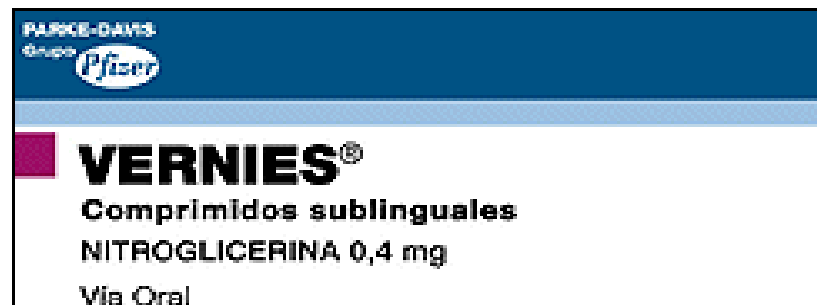 PARKE-DAVIS
Grupo Pfizer
VERNIES®
Comprimidos sublinguales
NITROGLICERINA 0,4 mg
Vía Oral